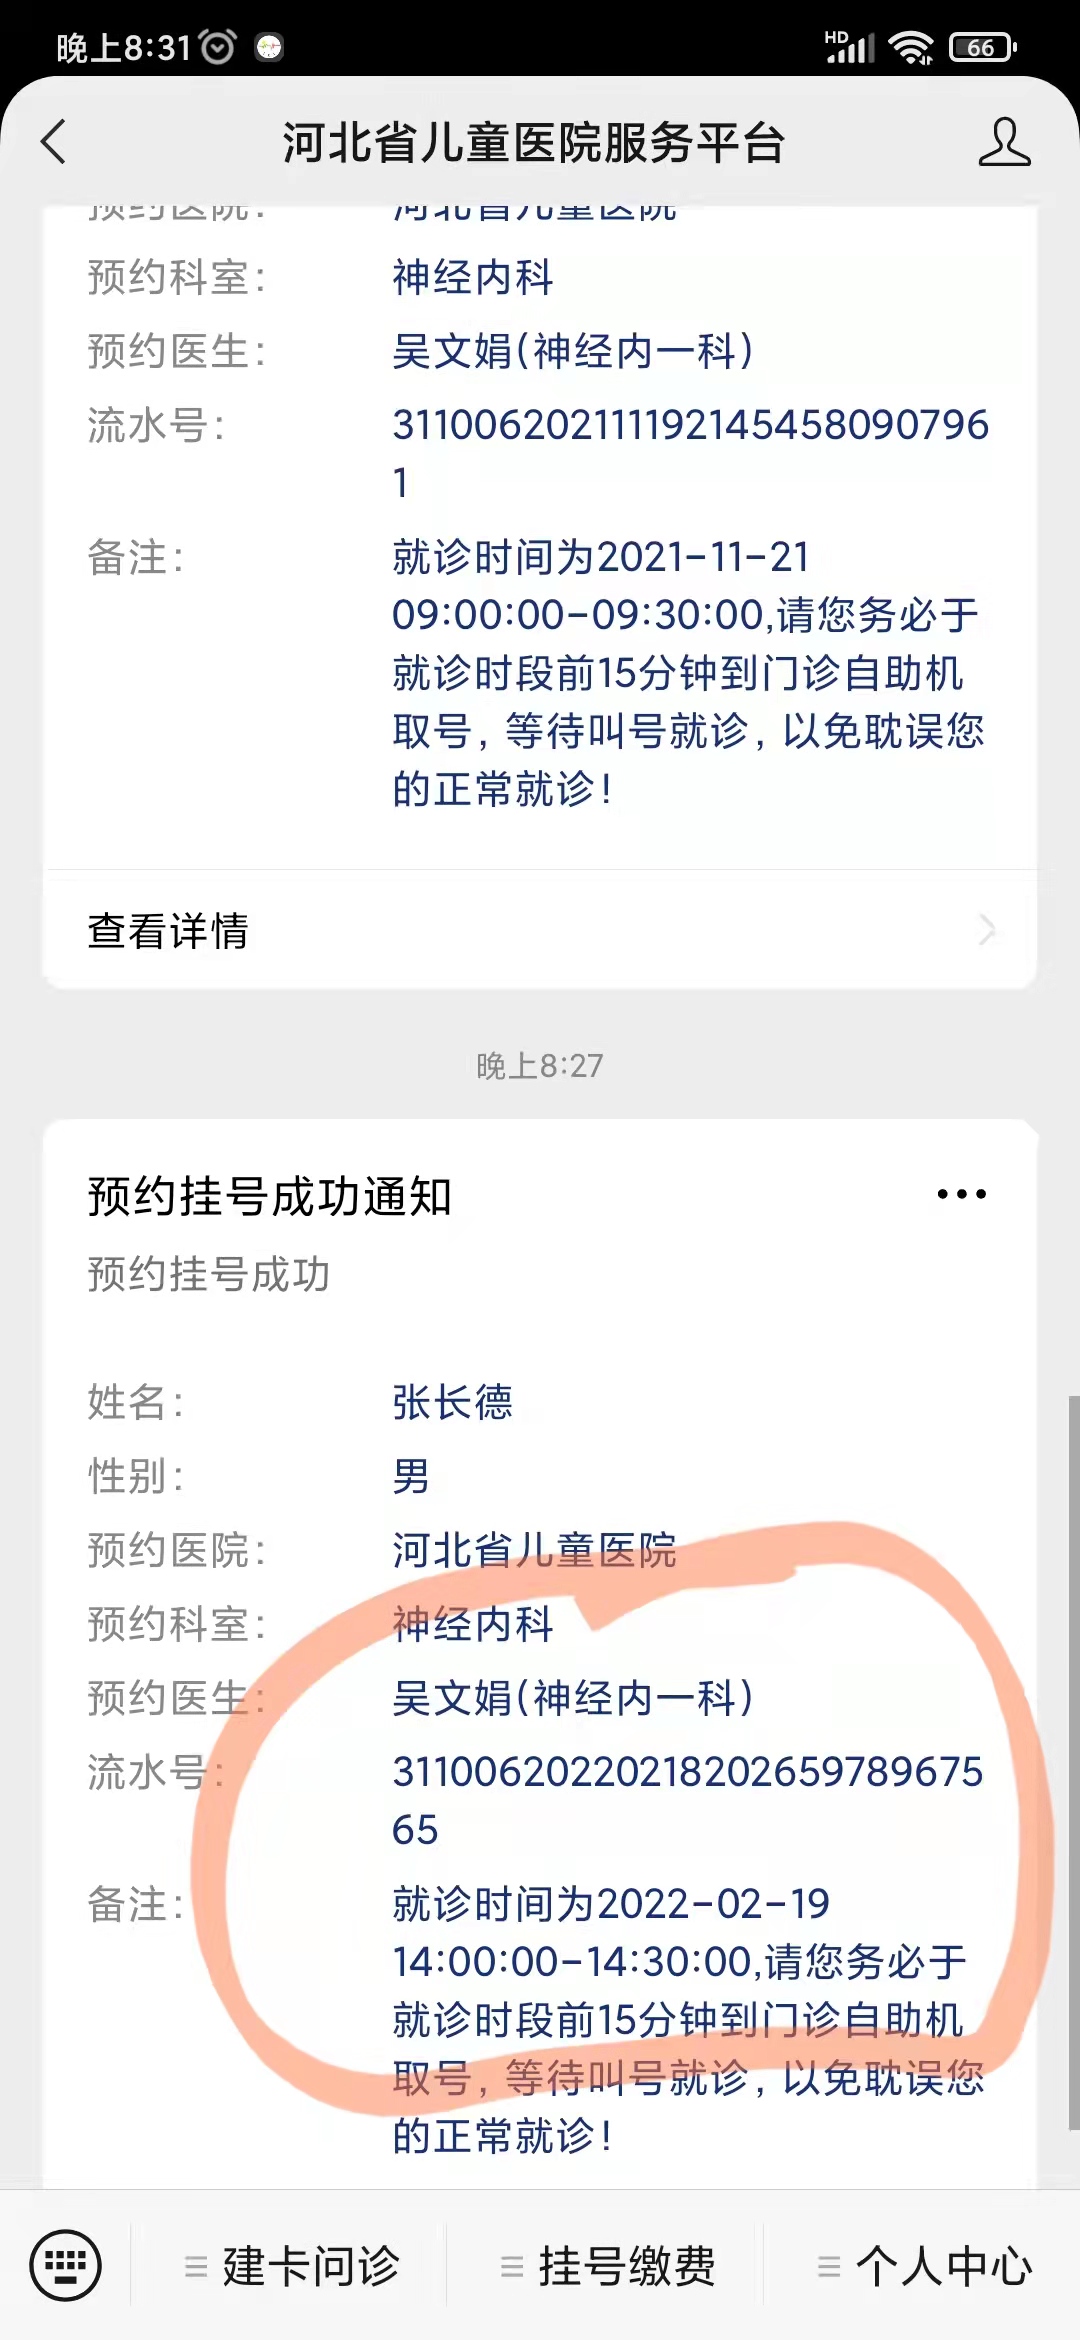 晚上8:31
HD
66
河北省儿童医院服务平台
预约医院: 河北省儿童医院
预约科室: 神经内科
预约医生: 吴文娟(神经内一科)
流水号: 31100620211119214545809079​6
1
备注: 就诊时间为2021-11-21
09:00:00-09:30:00,请您务必于
就诊时段前15分钟到门诊自助机
取号, 等待叫号就诊, 以免耽误您
的正常就诊!
查看详情
晚上8:27
预约挂号成功通知
预约挂号成功
姓名: 张长德
性别: 男
预约医院: 河北省儿童医院
预约科室: 神经内科
预约医生: 吴文娟(神经内一科)
流水号: 31100620220218202659789675
65
备注: 就诊时间为2022-02-19
14:00:00-14:30:00,请您务必于
就诊时段前15分钟到门诊自助机
取号, 等待叫号就诊, 以免耽误您
的正常就诊!
建卡问诊
挂号缴费
个人中心